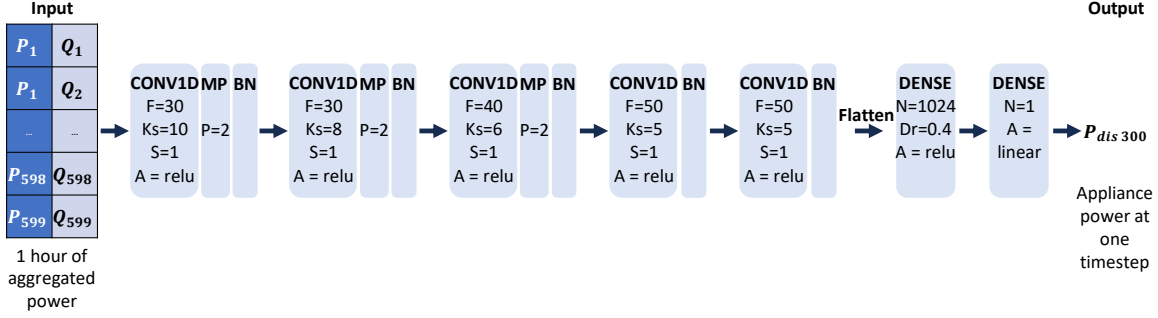 Input
P1 Q1
P1 Q2
... ...
P598 Q598
P599 Q599
1 hour of
aggregated
power
CONV1D MP BN
F=30
Ks=10 P=2
S=1
A = relu
CONV1D MP BN
F=30
Ks=8 P=2
S=1
A = relu
CONV1D MP BN
F=40
Ks=6 P=2
S=1
A = relu
CONV1D BN
F=50
Ks=5
S=1
A = relu
CONV1D BN
F=50
Ks=5
S=1
A = relu
Flatten
DENSE
N=1024
Dr=0.4
A = relu
DENSE
N=1
A =
linear
Output
Pdis 300
Appliance
power at
one
timestep